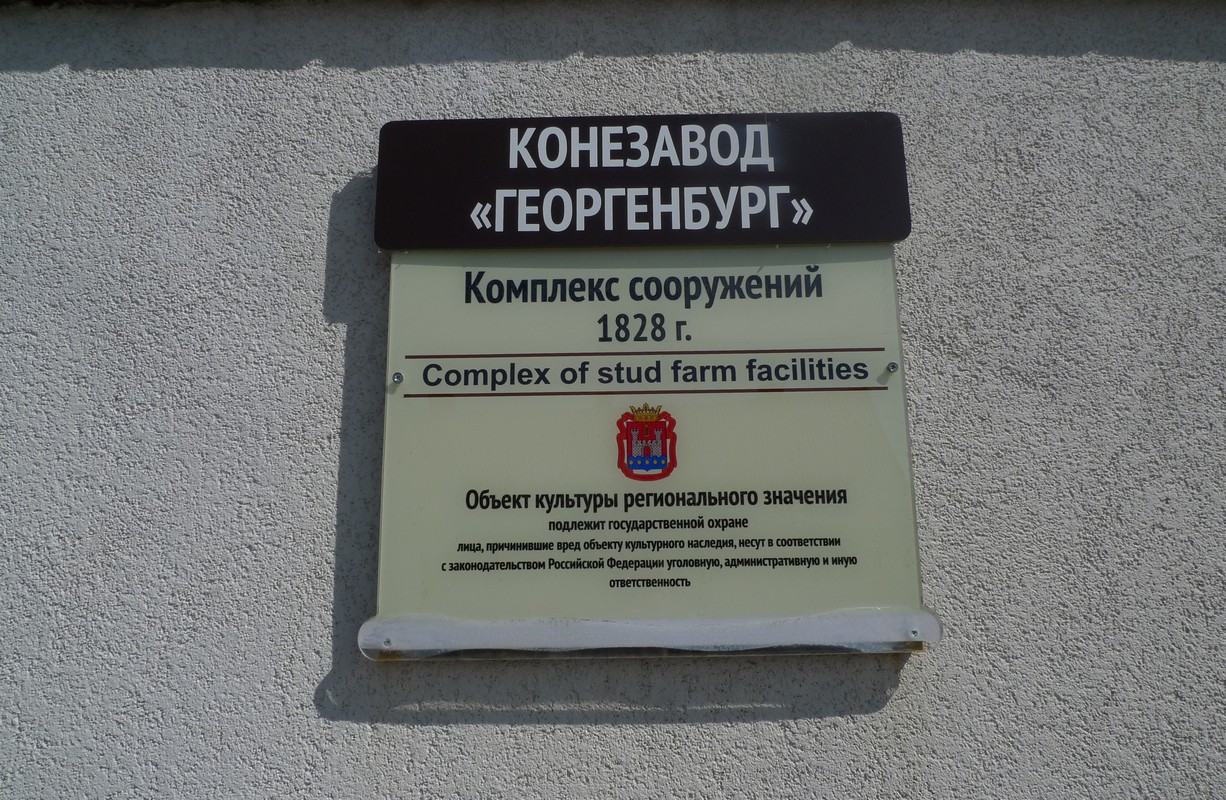 КОНЕЗАВОД
«ГЕОРГЕНБУРГ»
Комплекс сооружений
1828 г.
Complex of stud farm facilities
Объект культуры регионального значения
подлежит государственной охране
лица, причинившие вред объекту культурного наследия, несут в соответствии
с законодательством Российской Федерации уголовную, административную и иную
ответственность